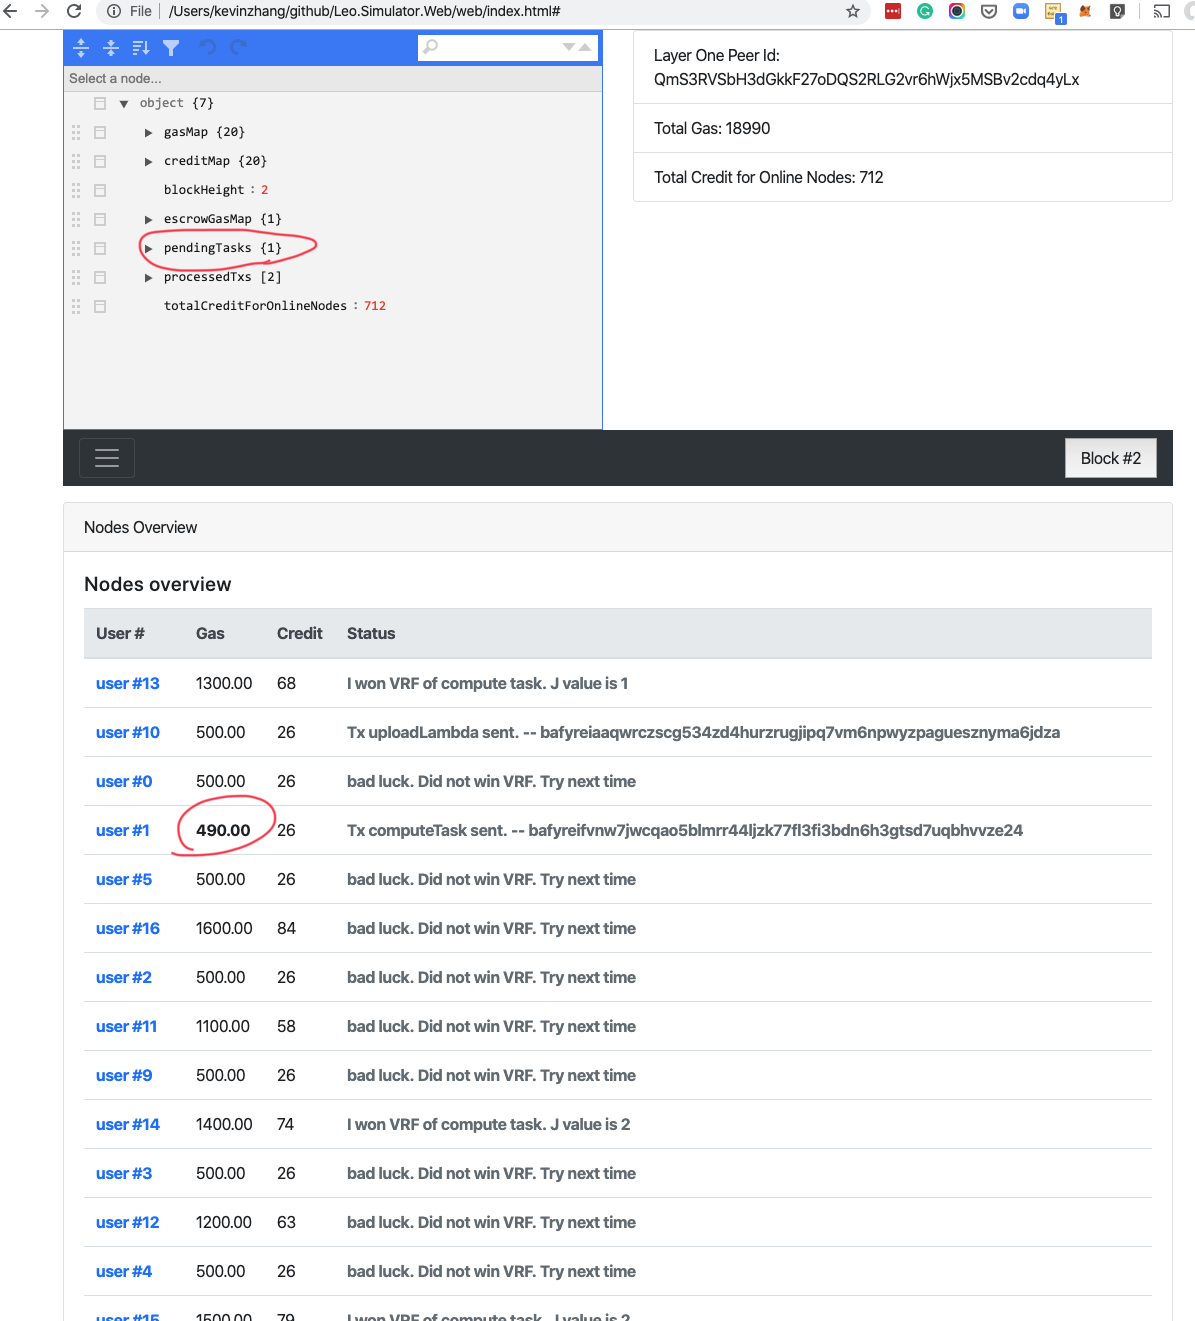 File | /Users/kevinzhang/github/Leo.Simulator.Web/web/index.html#
1
Select a node...
object {7}
gasMap {20}
creditMap {20}
blockHeight : 2
escrowGasMap {1}
pendingTasks {1}
processedTxs [2]
totalCreditForOnlineNodes : 712
Layer One Peer Id:
QmS3RVSbH3dGkkF27oDQS2RLG2vr6hWjx5MSBv2cdq4yLx
Total Gas: 18990
Total Credit for Online Nodes: 712
Block #2
Nodes Overview
Nodes overview
User # Gas Credit Status
user #13 1300.00 68 I won VRF of compute task. J value is 1
user #10 500.00 26 Tx uploadLambda sent. -- bafyreiaaqwrczscg534zd4hurzrugjipq7vm6npwyzpaguesznyma6jdza
user #0 500.00 26 bad luck. Did not win VRF. Try next time
user #1 490.00 26 Tx computeTask sent. -- bafyreifvnw7jwcqao5blmrr44ljzk77fl3fi3bdn6h3gtsd7uqbhvvze24
user #5 500.00 26 bad luck. Did not win VRF. Try next time
user #16 1600.00 84 bad luck. Did not win VRF. Try next time
user #2 500.00 26 bad luck. Did not win VRF. Try next time
user #11 1100.00 58 bad luck. Did not win VRF. Try next time
user #9 500.00 26 bad luck. Did not win VRF. Try next time
user #14 1400.00 74 I won VRF of compute task. J value is 2
user #3 500.00 26 bad luck. Did not win VRF. Try next time
user #12 1200.00 63 bad luck. Did not win VRF. Try next time
user #4 500.00 26 bad luck. Did not win VRF. Try next time
user #15 1500.00 79 I won VRF of compute task. J value is 2